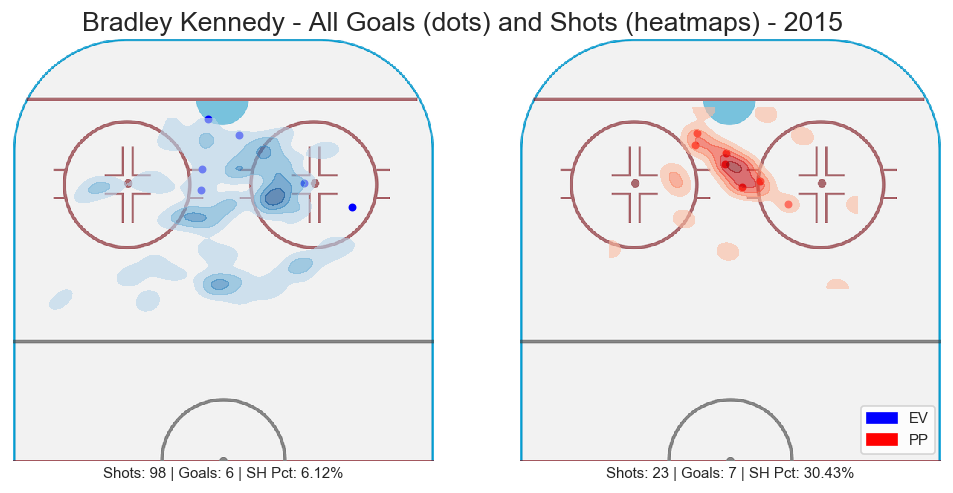 Bradley Kennedy - All Goals (dots) and Shots (heatmaps) - 2015
EV
PP
Shots: 98 | Goals: 6 | SH Pct: 6.12%
Shots: 23 | Goals: 7 | SH Pct: 30.43%